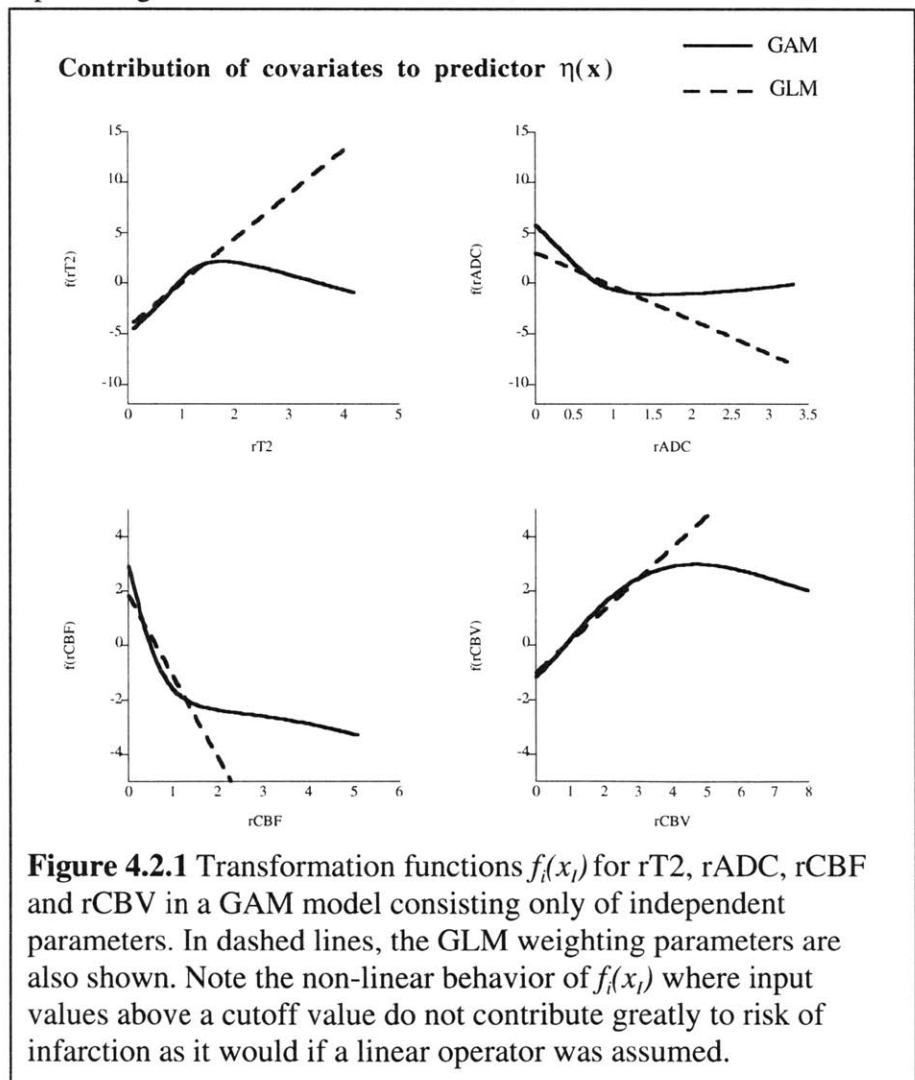 Contribution of covariates to predictor η(x)
GAM
GLM
15
10
5
0
-5
-10
f(rT2)
0 1 2 3 4 5
rT2
15
10
5
0
-5
-10
f(rADC)
0 0.5 1 1.5 2 2.5 3 3.5
rADC
4
2
0
-2
-4
f(rCBF)
0 1 2 3 4 5 6
rCBF
4
2
0
-2
-4
f(rCBV)
0 1 2 3 4 5 6 7 8
rCBV
Figure 4.2.1 Transformation functions fᵢ(x_I) for rT2, rADC, rCBF
and rCBV in a GAM model consisting only of independent
parameters. In dashed lines, the GLM weighting parameters are
also shown. Note the non-linear behavior of fᵢ(x_I) where input
values above a cutoff value do not contribute greatly to risk of
infarction as it would if a linear operator was assumed.